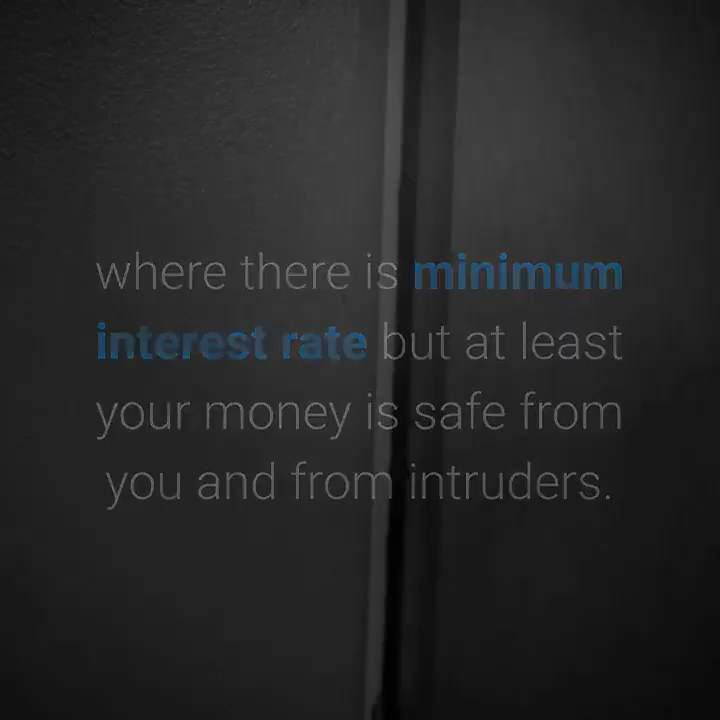 where there is minimum
interest rate but at least
your money is safe from
you and from intruders.